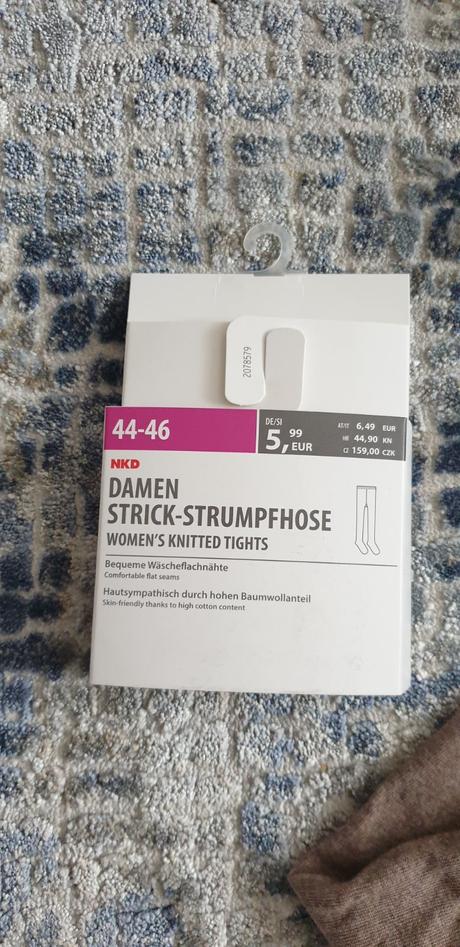 2078579
44-46
DE/SI
5,99 EUR
AT/IT 6,49 EUR
HR 44,90 KN
CZ 159,00 CZK
NKD
DAMEN
STRICK-STRUMPFHOSE
WOMEN'S KNITTED TIGHTS
Bequeme Wäscheflachnähte
Comfortable flat seams
Hautsympathisch durch hohen Baumwollanteil
Skin-friendly thanks to high cotton content